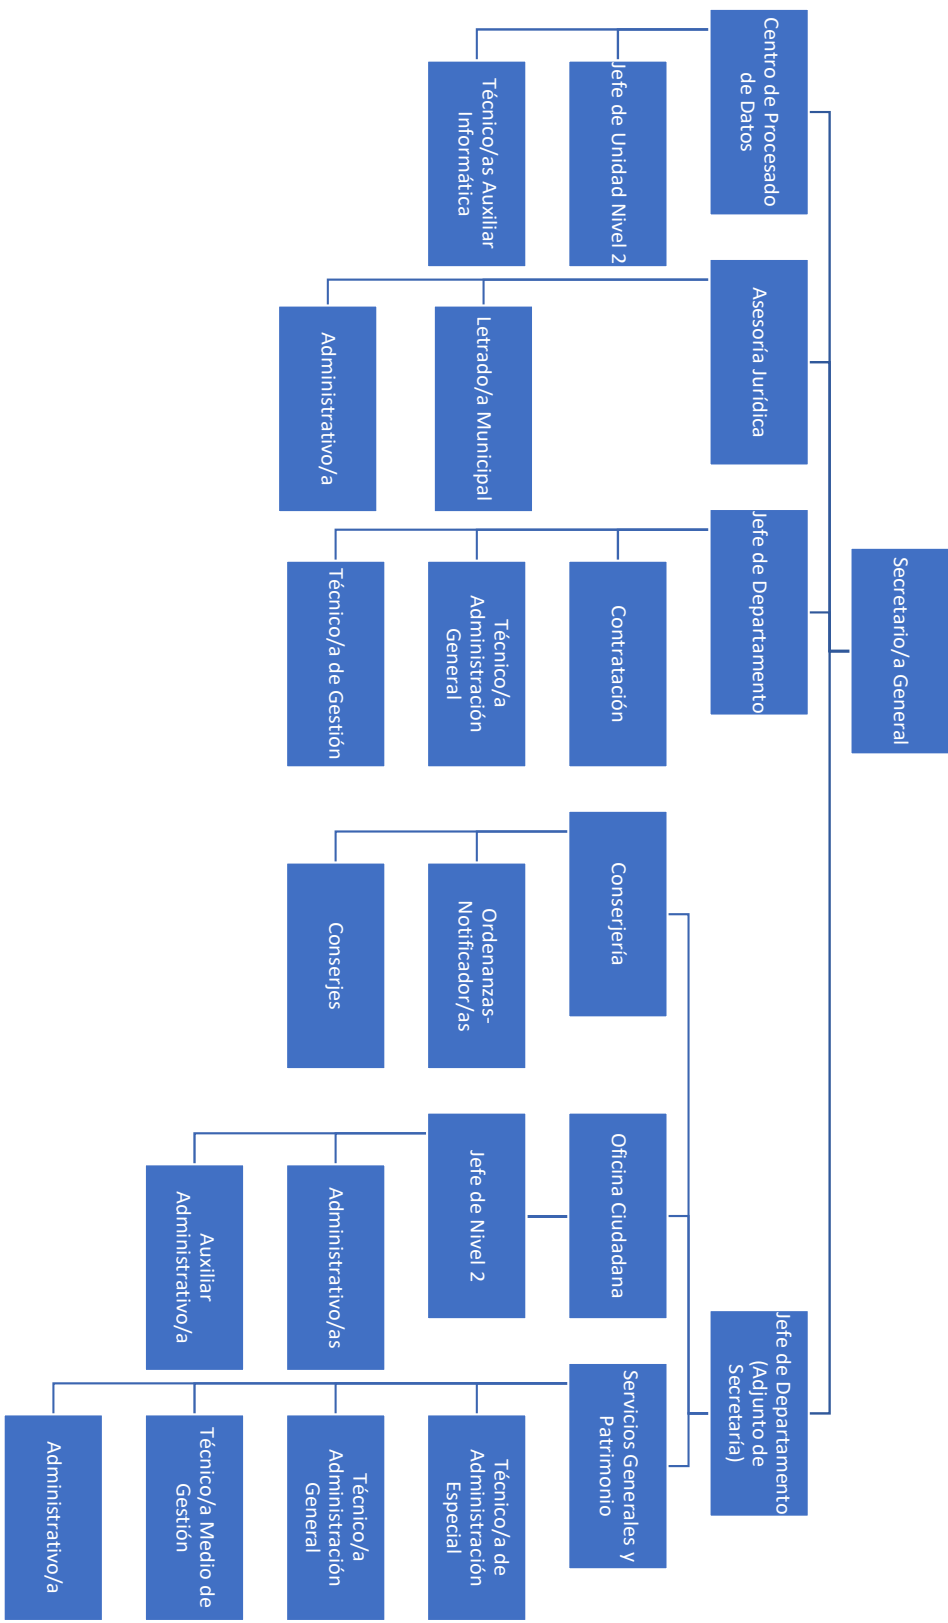 Secretario/a General
Centro de Procesado
de Datos
Jefe de Unidad Nivel 2
Técnico/as Auxiliar
Informática
Asesoría Jurídica
Letrado/a Municipal
Administrativo/a
Jefe de Departamento
Contratación
Técnico/a
Administración
General
Técnico/a de Gestión
Jefe de Departamento
(Adjunto de
Secretaría)
Conserjería
Ordenanzas-
Notificador/as
Conserjes
Oficina Ciudadana
Jefe de Nivel 2
Administrativo/as
Auxiliar
Administrativo/a
Servicios Generales y
Patrimonio
Técnico/a de
Administración
Especial
Técnico/a
Administración
General
Técnico/a Medio de
Gestión
Administrativo/a